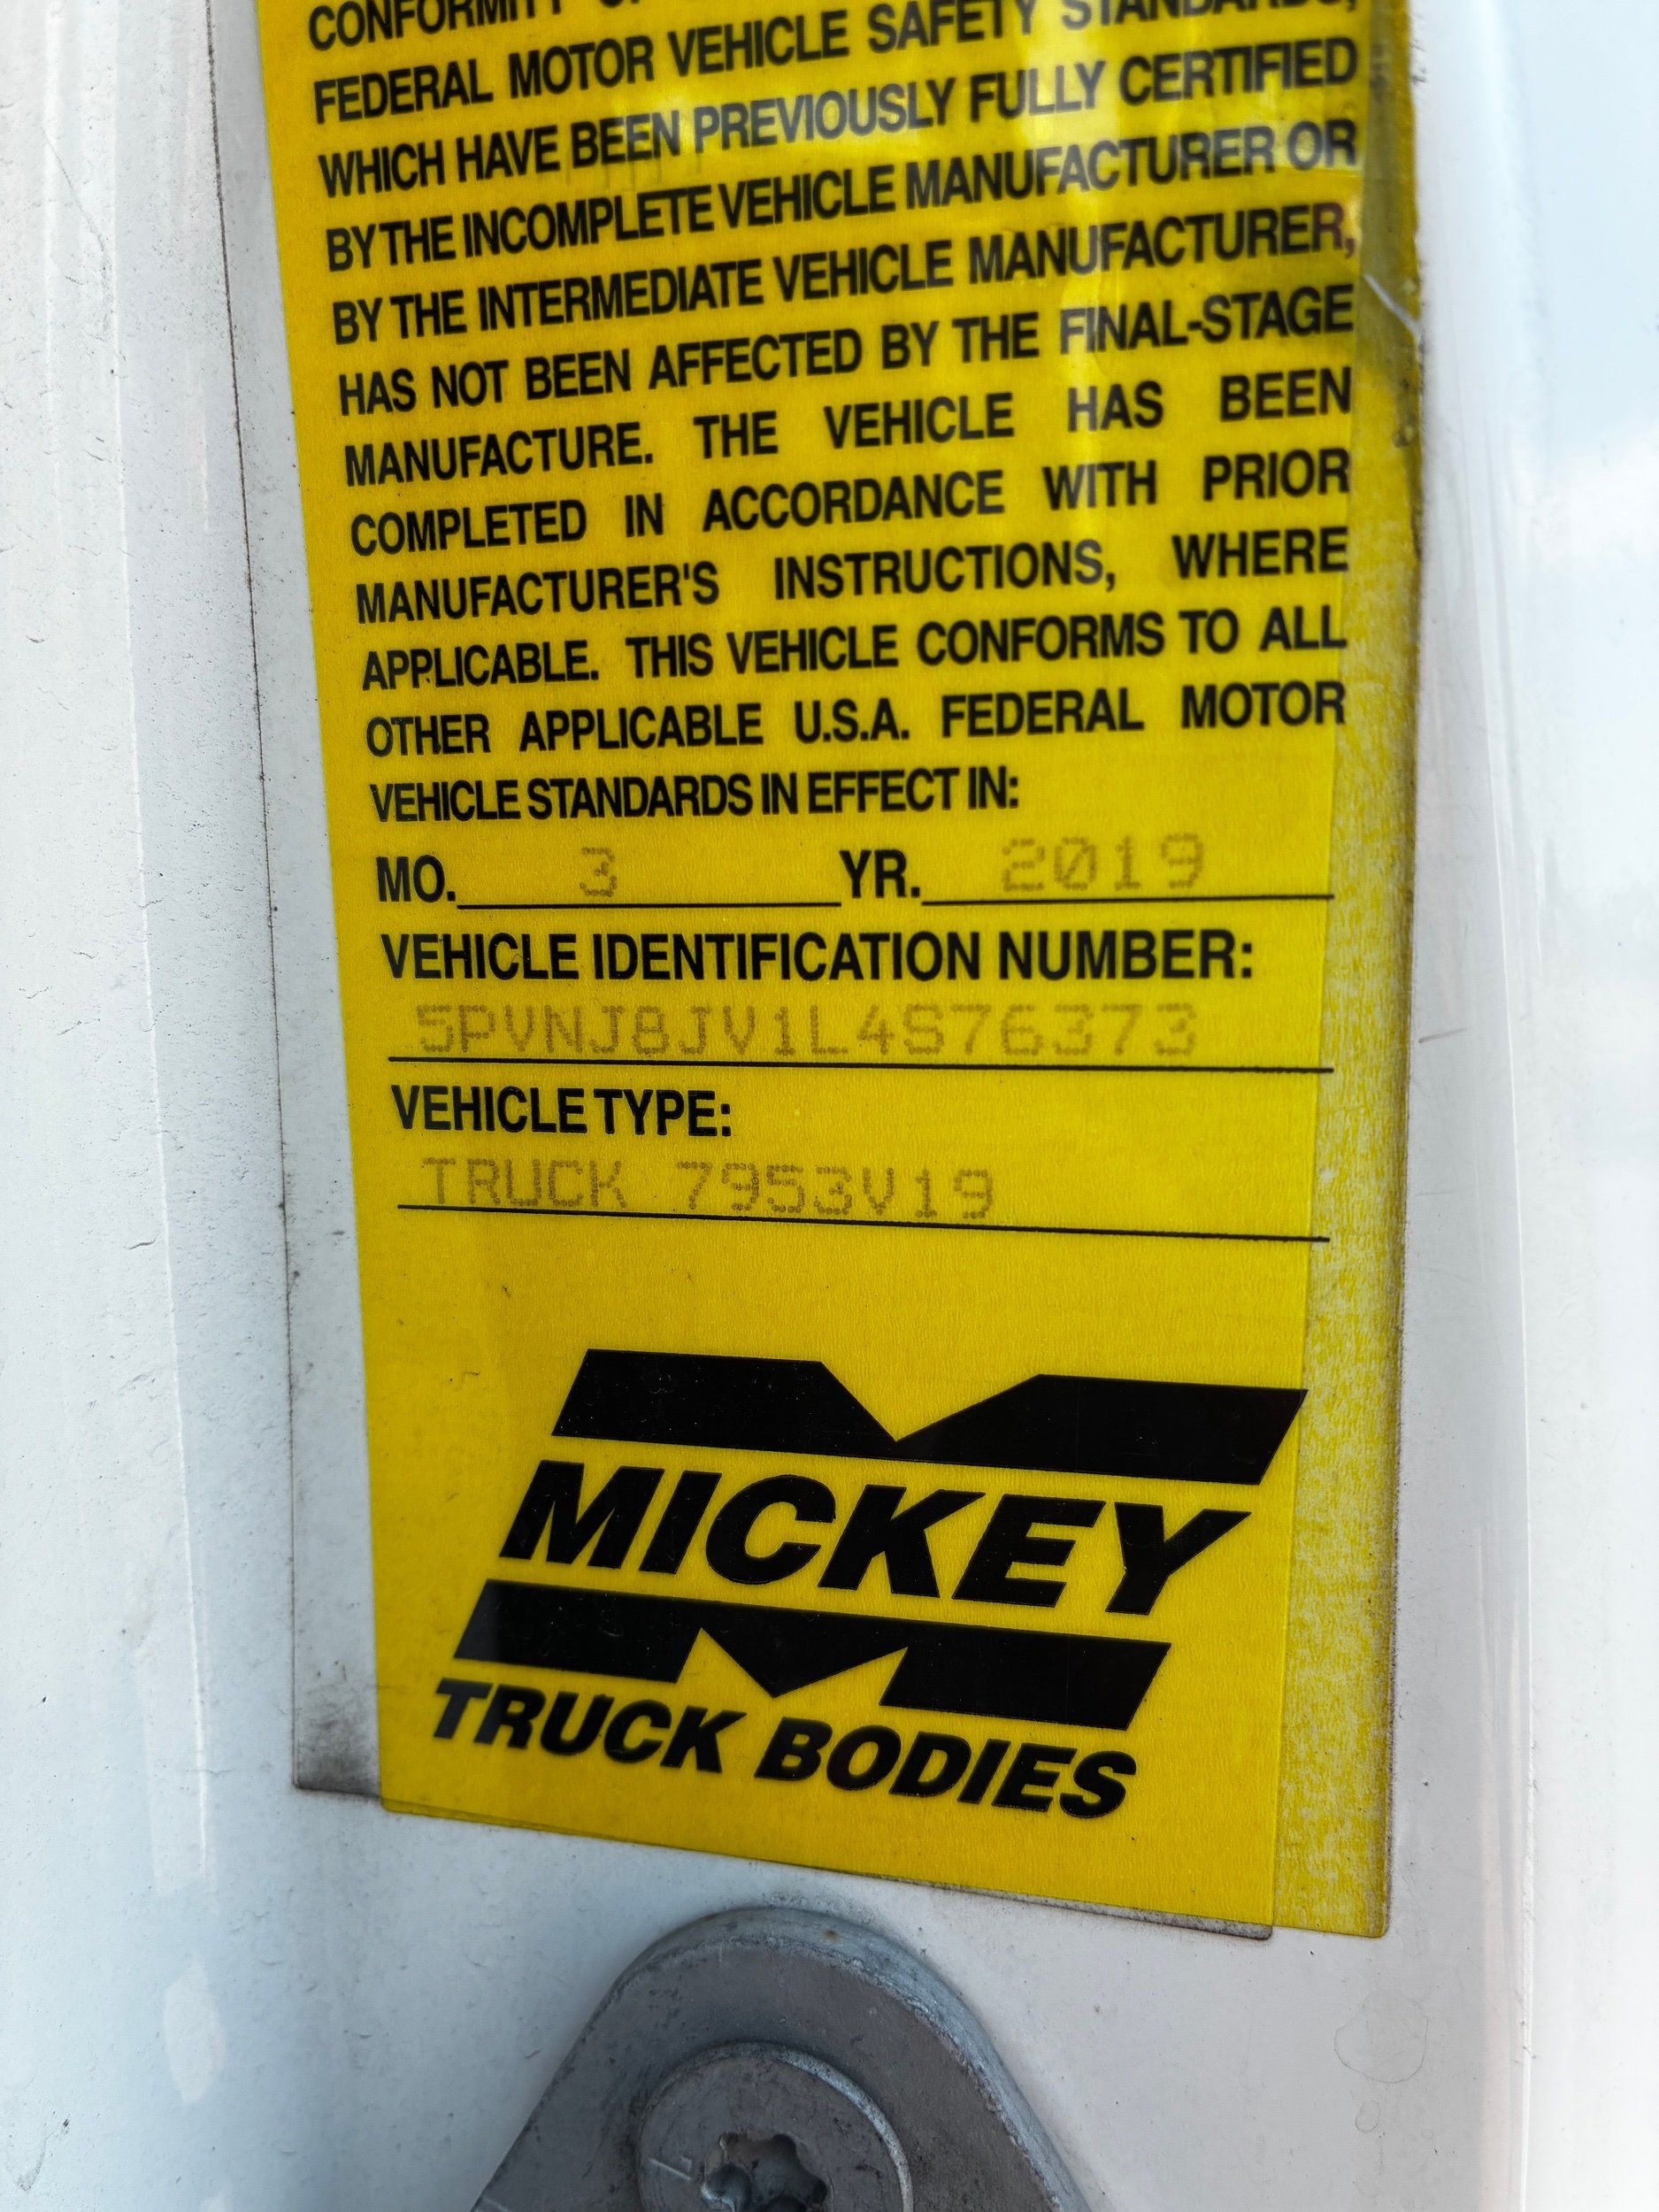 CONFORMITY
FEDERAL MOTOR VEHICLE SAFETY STANDARDS,
WHICH HAVE BEEN PREVIOUSLY FULLY CERTIFIED
BY THE INCOMPLETE VEHICLE MANUFACTURER OR
BY THE INTERMEDIATE VEHICLE MANUFACTURER,
HAS NOT BEEN AFFECTED BY THE FINAL-STAGE
MANUFACTURE. THE VEHICLE HAS BEEN
COMPLETED IN ACCORDANCE WITH PRIOR
MANUFACTURER'S INSTRUCTIONS, WHERE
APPLICABLE. THIS VEHICLE CONFORMS TO ALL
OTHER APPLICABLE U.S.A. FEDERAL MOTOR
VEHICLE STANDARDS IN EFFECT IN:
MO. 3 YR. 2019
VEHICLE IDENTIFICATION NUMBER:
5PVNJ8JV1L4S76373
VEHICLE TYPE:
TRUCK 7953V19
MICKEY
TRUCK BODIES